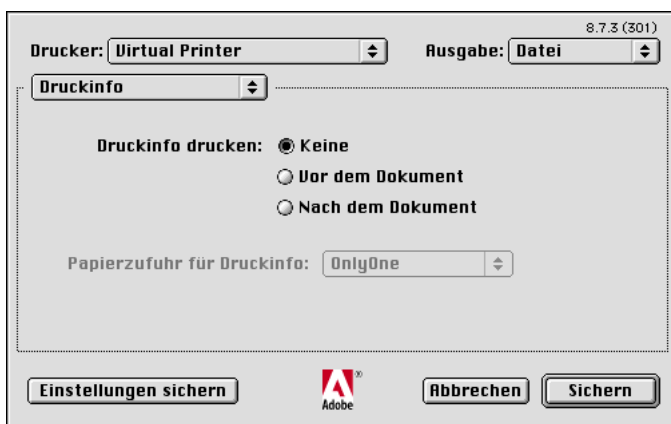 8.7.3 (301)
Drucker: Virtual Printer Ausgabe: Datei
Druckinfo
Druckinfo drucken: Keine
Vor dem Dokument
Nach dem Dokument
Papierzufuhr für Druckinfo: OnlyOne
Einstellungen sichern Adobe ® Abbrechen Sichern